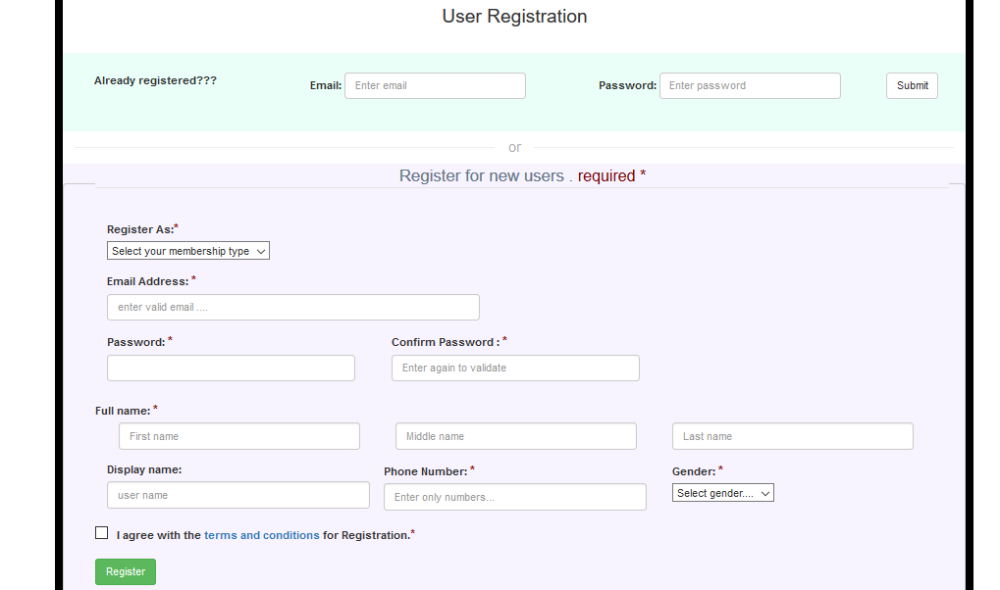 User Registration
Already registered??? Email: Enter email Password: Enter password Submit
or
Register for new users . required *
Register As:*
Select your membership type
Email Address: *
enter valid email ....
Password: * Confirm Password : *
Enter again to validate
Full name: *
First name Middle name Last name
Display name: Phone Number: * Gender: *
user name Enter only numbers... Select gender....
I agree with the terms and conditions for Registration.*
Register